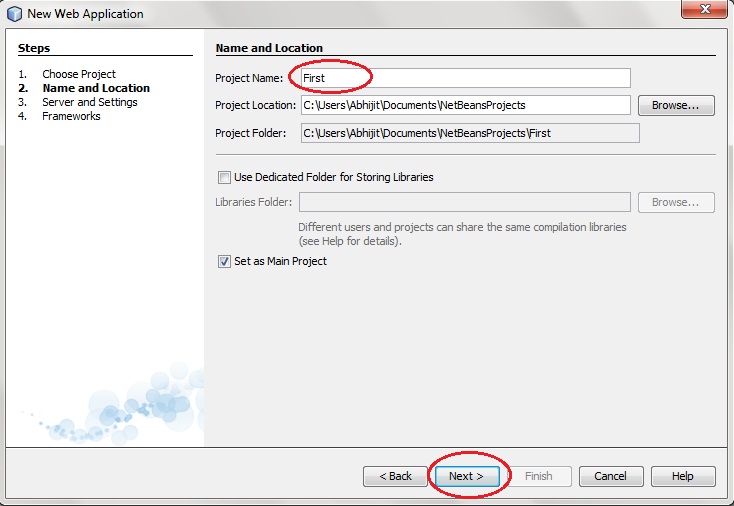 New Web Application
Steps
1. Choose Project
2. Name and Location
3. Server and Settings
4. Frameworks
Name and Location
Project Name: First
Project Location: C:\Users\Abhijit\Documents\NetBeansProjects Browse...
Project Folder: C:\Users\Abhijit\Documents\NetBeansProjects\First
Use Dedicated Folder for Storing Libraries
Libraries Folder: Browse...
Different users and projects can share the same compilation libraries
(see Help for details).
Set as Main Project
< Back Next > Finish Cancel Help